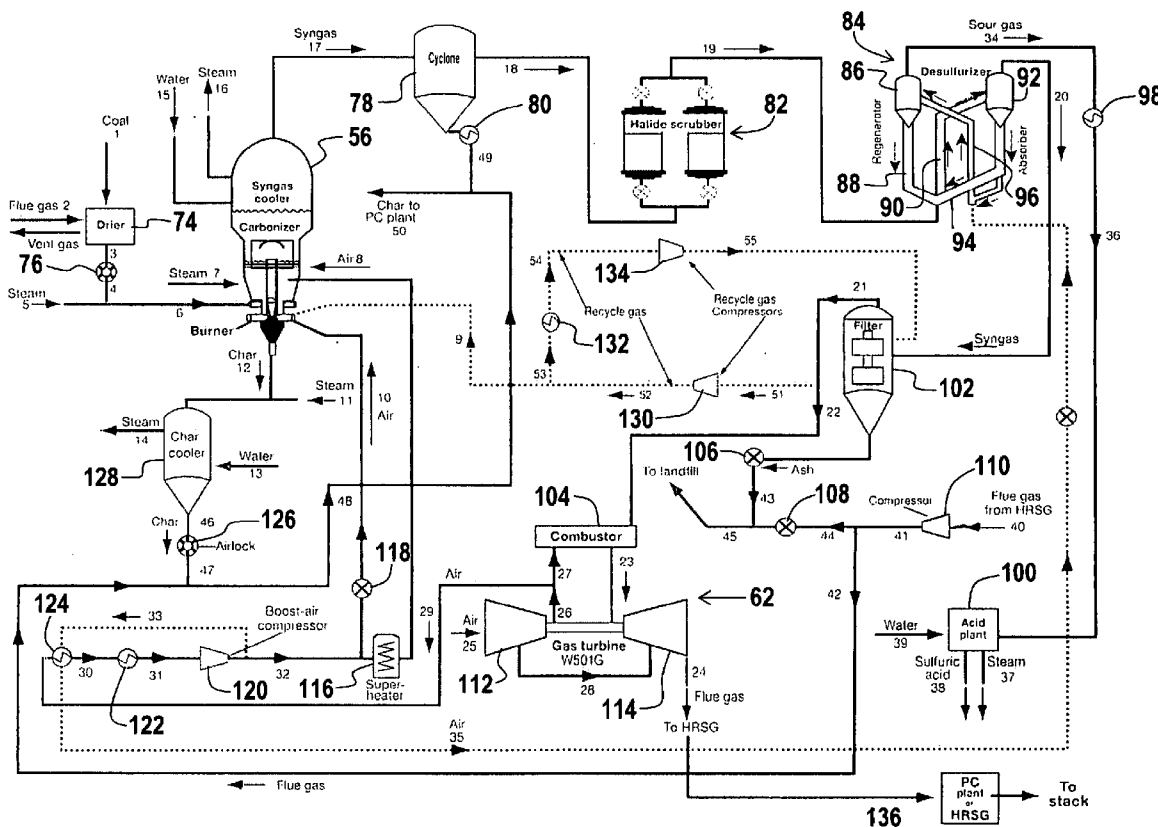 Coal
1
Flue gas 2
Vent gas
Drier
74
76
3
4
Steam
5
6
Water
15
Steam
16
56
Syngas
cooler
Carbonizer
Air 8
Steam 7
Burner
Char
12
Steam
11
10
Air
9
Syngas
17
Cyclone
78
80
49
18
Char to
PC plant
50
19
Halide scrubber
82
84
86
Sour gas
34
Desulfurizer
92
20
98
Regenerator
Absorber
88
90
94
96
36
54
134
55
Recycle gas
Recycle gas
Compressors
132
53
52
130
51
21
Filter
Syngas
102
22
106
Ash
To landfill
43
108
45
44
Compressor
110
41
Flue gas
from HRSG
40
42
Steam
14
Char
cooler
128
Water
13
46
Char
126
Airlock
47
48
118
124
33
Boost-air
compressor
30
31
120
32
122
116
Super-
heater
29
Air
104
Combustor
27
26
23
62
Air
25
Gas turbine
W501G
112
28
114
24
Flue gas
To HRSG
Air
35
Flue gas
100
Acid
plant
Water
39
Sulfuric
acid
38
Steam
37
136
PC
plant
or
HRSG
To
stack